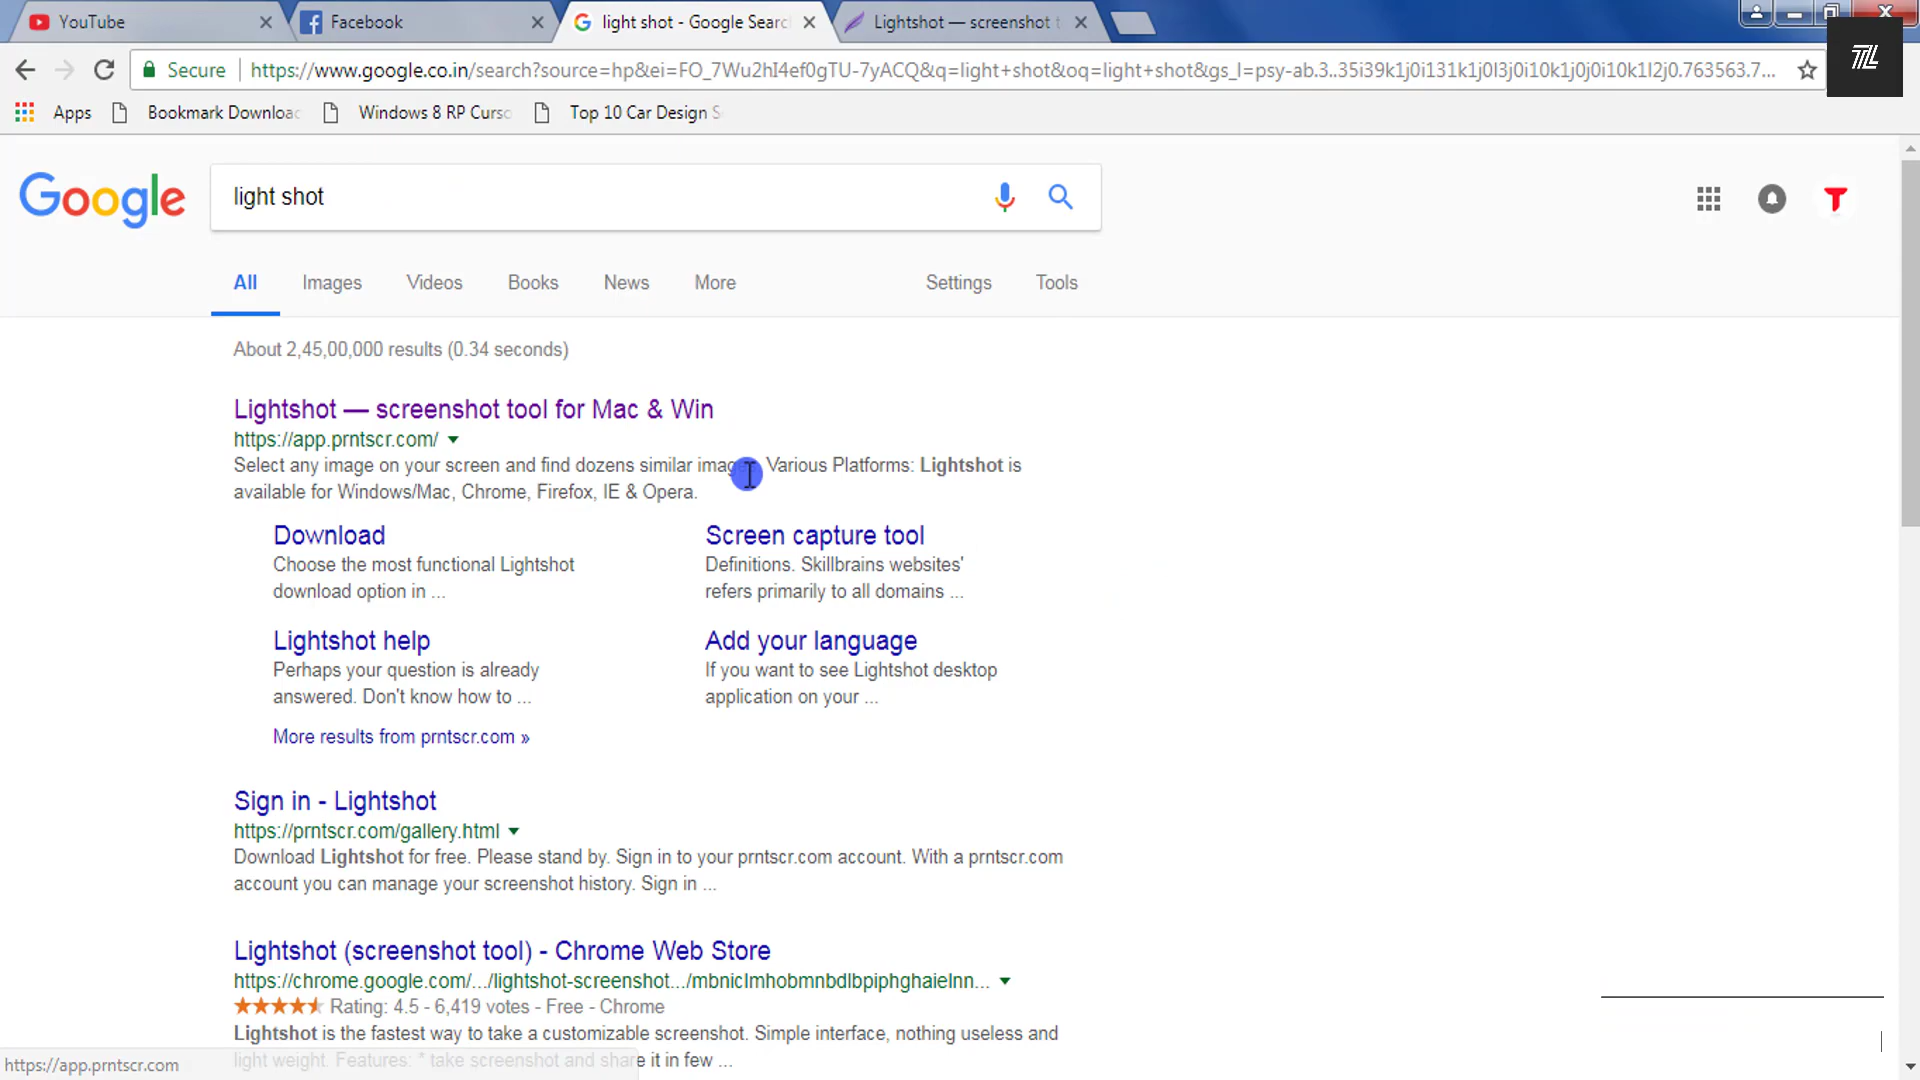 YouTube
Facebook
light shot - Google Search
Lightshot — screenshot t
Secure
https://www.google.co.in/search?source=hp&ei=FO_7Wu2hI4ef0gTU-7yACQ&q=light+shot&oq=light+shot&gs_l=psy-ab.3..35i39k1j0i131k1j0l3j0i10k1j0j0i10k1l2j0.763563.7...
Apps
Bookmark Downloac
Windows 8 RP Curso
Top 10 Car Design S
Google
light shot
T
All
Images
Videos
Books
News
More
Settings
Tools
About 2,45,00,000 results (0.34 seconds)
Lightshot — screenshot tool for Mac & Win
https://app.prntscr.com/
Select any image on your screen and find dozens similar images. Various Platforms: Lightshot is
available for Windows/Mac, Chrome, Firefox, IE & Opera.
Download
Choose the most functional Lightshot
download option in ...
Screen capture tool
Definitions. Skillbrains websites'
refers primarily to all domains ...
Lightshot help
Perhaps your question is already
answered. Don't know how to ...
Add your language
If you want to see Lightshot desktop
application on your ...
More results from prntscr.com »
Sign in - Lightshot
https://prntscr.com/gallery.html
Download Lightshot for free. Please stand by. Sign in to your prntscr.com account. With a prntscr.com
account you can manage your screenshot history. Sign in ...
Lightshot (screenshot tool) - Chrome Web Store
https://chrome.google.com/.../lightshot-screenshot.../mbniclmhobmnbdlbpiphghaielnn...
Rating: 4.5 - 6,419 votes - Free - Chrome
Lightshot is the fastest way to take a customizable screenshot. Simple interface, nothing useless and
light weight. Features: * take screenshot and share it in few ...
https://app.prntscr.com